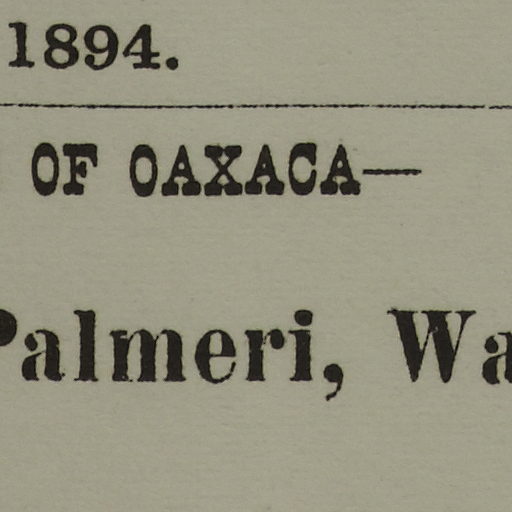 1894.
OF OAXACA—
Palmeri, Wa